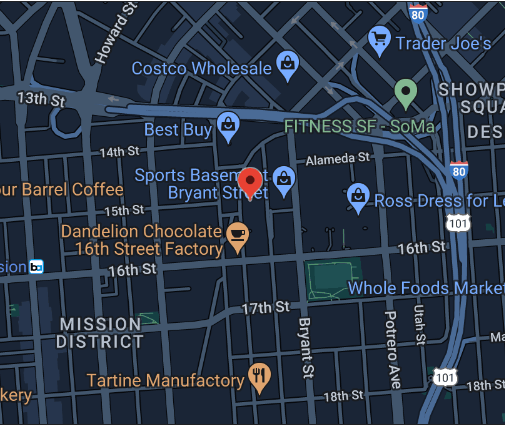 Howard St
80
Trader Joe's
Costco Wholesale
13th St
SHOWP
SQUA
DES
FITNESS SF - SoMa
Best Buy
14th St
Alameda St
80
Sports Basement
Bryant Street
our Barrel Coffee
Ross Dress for Le
15th St
101
Dandelion Chocolate
16th Street Factory
16th St
ssion
16th St
Whole Foods Market
17th St
MISSION
DISTRICT
Bryant St
Potrero Ave
Utah St
Ma
Tartine Manufactory
101
18th St
18th St
kery